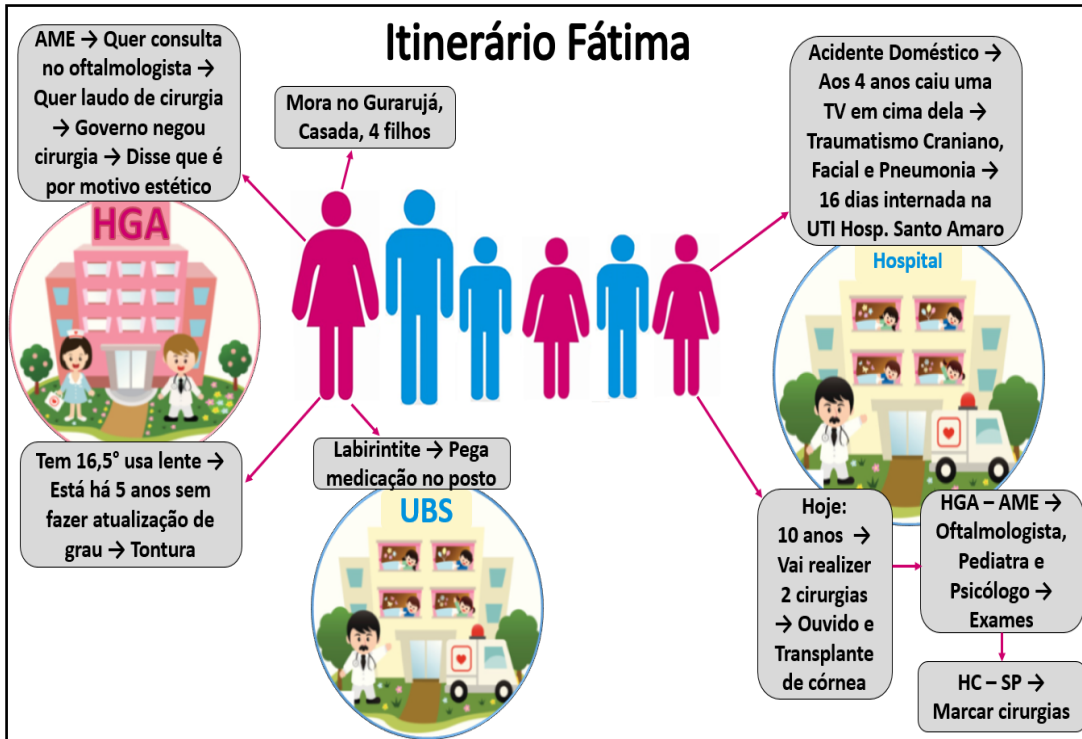 Itinerário Fátima
AME → Quer consulta
no oftalmologista →
Quer laudo de cirurgia
→ Governo negou
cirurgia → Disse que é
por motivo estético
HGA
Mora no Gurarujá,
Casada, 4 filhos
Acidente Doméstico →
Aos 4 anos caiu uma
TV em cima dela →
Traumatismo Craniano,
Facial e Pneumonia →
16 dias internada na
UTI Hosp. Santo Amaro
Hospital
Tem 16,5° usa lente →
Está há 5 anos sem
fazer atualização de
grau → Tontura
Labirintite → Pega
medicação no posto
UBS
Hoje:
10 anos →
Vai realizer
2 cirurgias
→ Ouvido e
Transplante
de córnea
HGA – AME →
Oftalmologista,
Pediatra e
Psicólogo →
Exames
HC – SP →
Marcar cirurgias